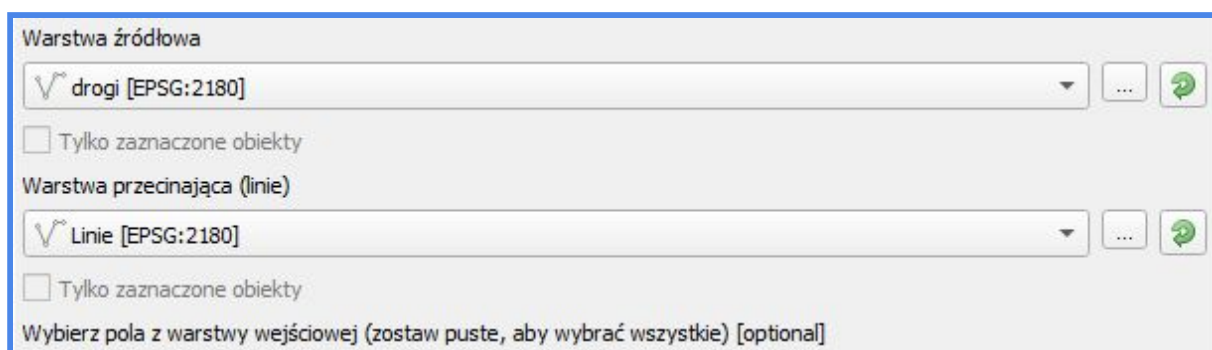 Warstwa źródłowa
drogi [EPSG:2180]
...
Tylko zaznaczone obiekty
Warstwa przecinająca (linie)
Linie [EPSG:2180]
...
Tylko zaznaczone obiekty
Wybierz pola z warstwy wejściowej (zostaw puste, aby wybrać wszystkie) [optional]